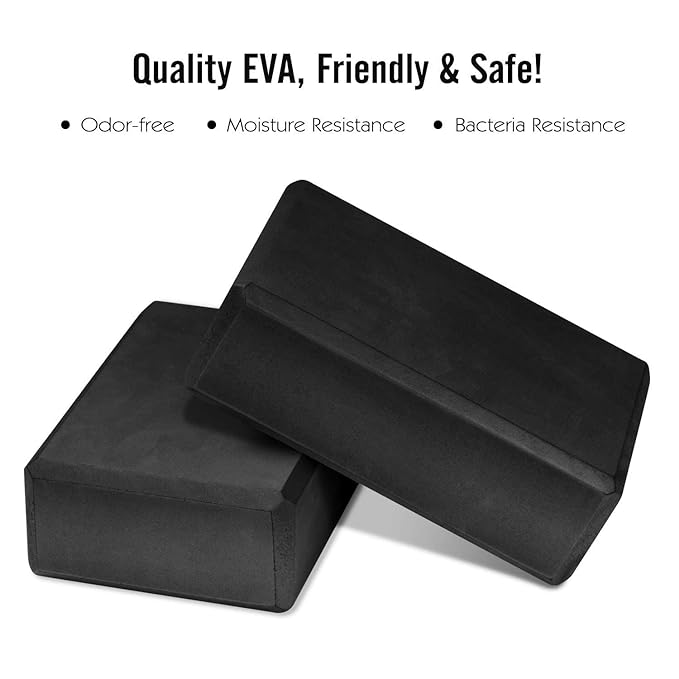 Quality EVA, Friendly & Safe!
• Odor-free • Moisture Resistance • Bacteria Resistance